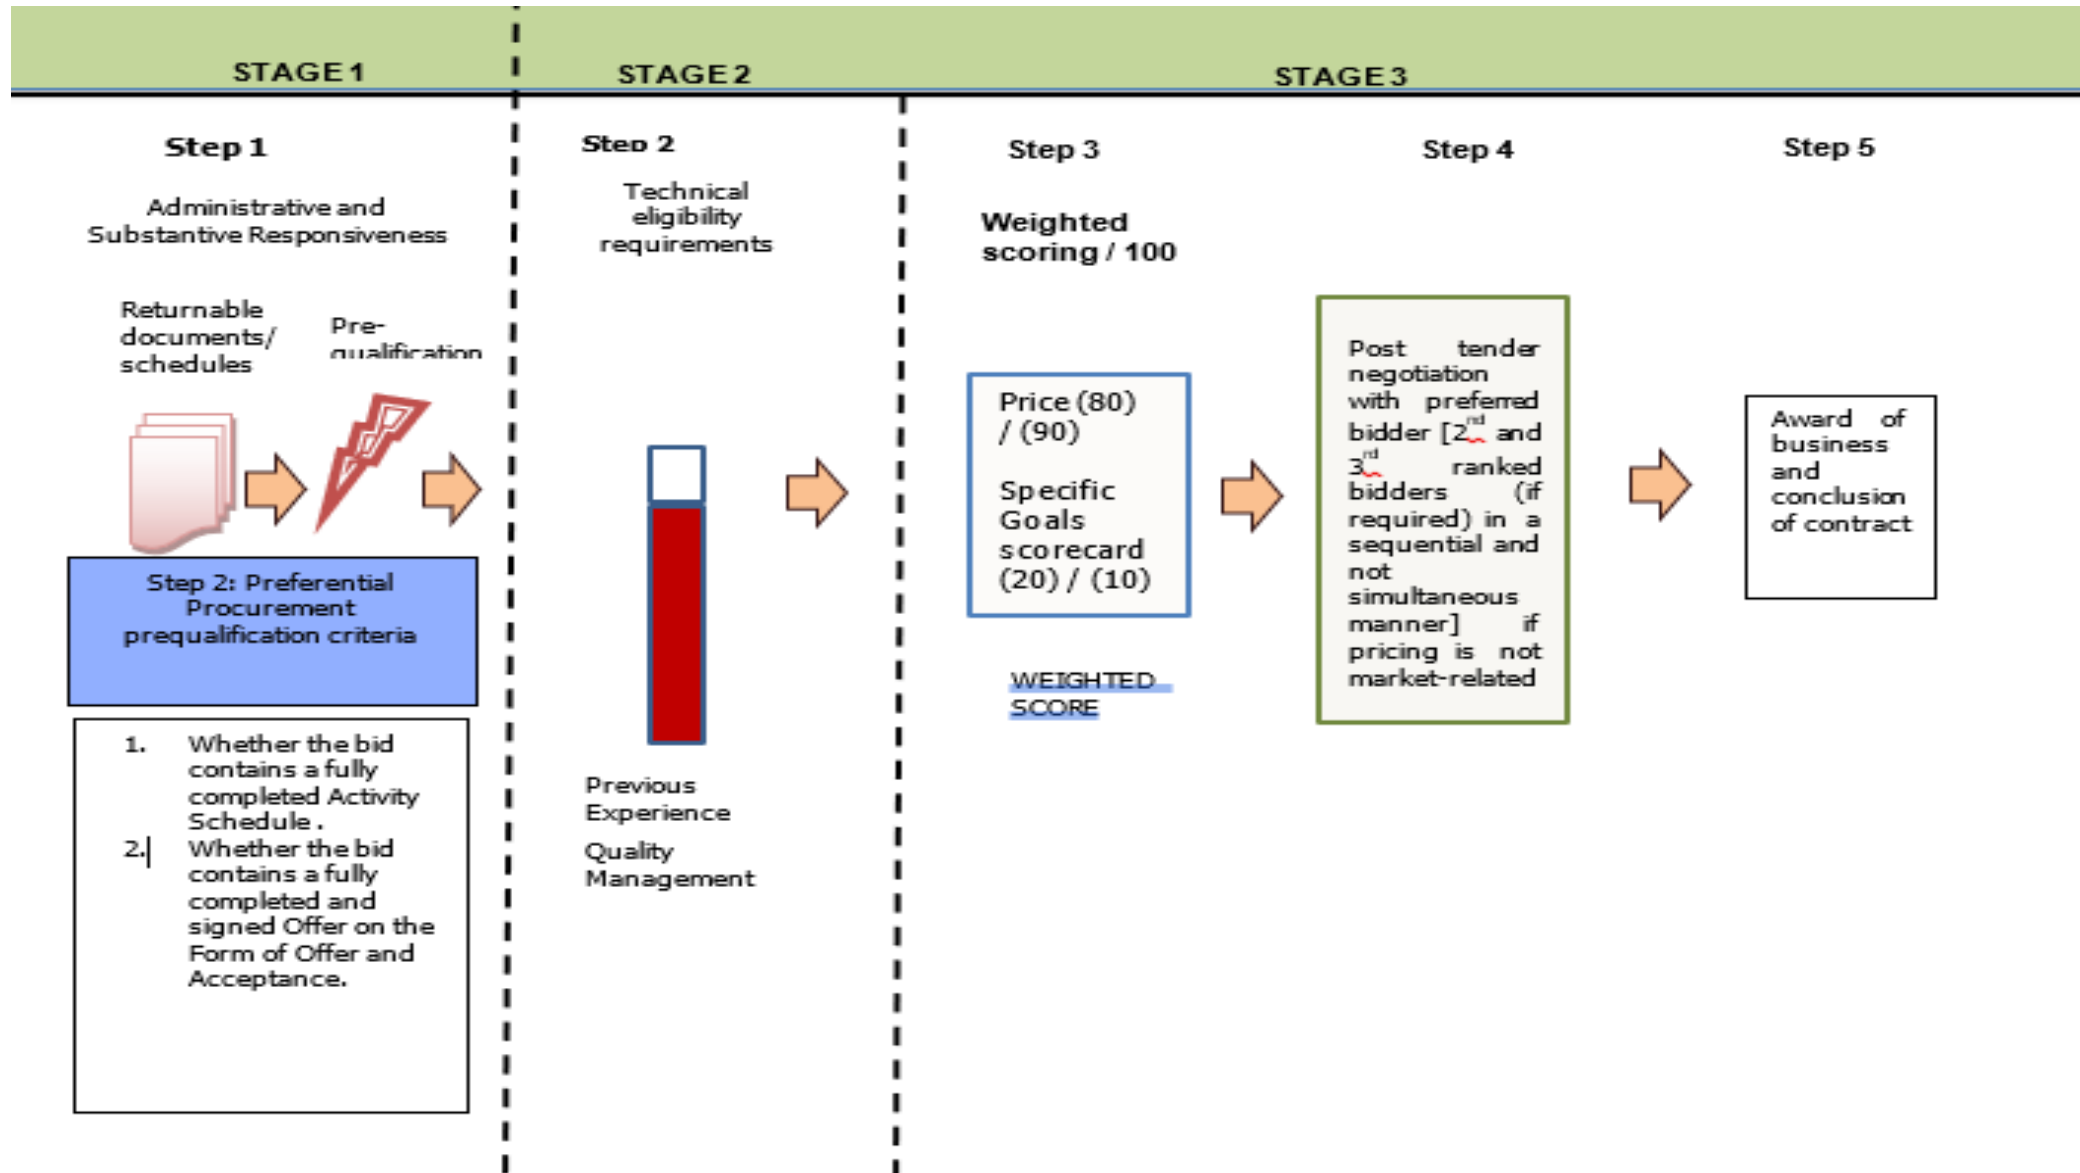 STAGE 1
STAGE 2
STAGE 3
Step 1
Administrative and
Substantive Responsiveness
Returnable
documents/
schedules
Pre-
qualification
Step 2: Preferential
Procurement
prequalification criteria
1. Whether the bid
contains a fully
completed Activity
Schedule .
2. Whether the bid
contains a fully
completed and
signed Offer on the
Form of Offer and
Acceptance.
Step 2
Technical
eligibility
requirements
Previous
Experience
Quality
Management
Step 3
Weighted
scoring / 100
Price (80)
/ (90)
Specific
Goals
scorecard
(20) / (10)
WEIGHTED
SCORE
Step 4
Post tender
negotiation
with preferred
bidder [2nd and
3rd ranked
bidders (if
required) in a
sequential and
not
simultaneous
manner] if
pricing is not
market-related
Step 5
Award of
business
and
conclusion
of contract